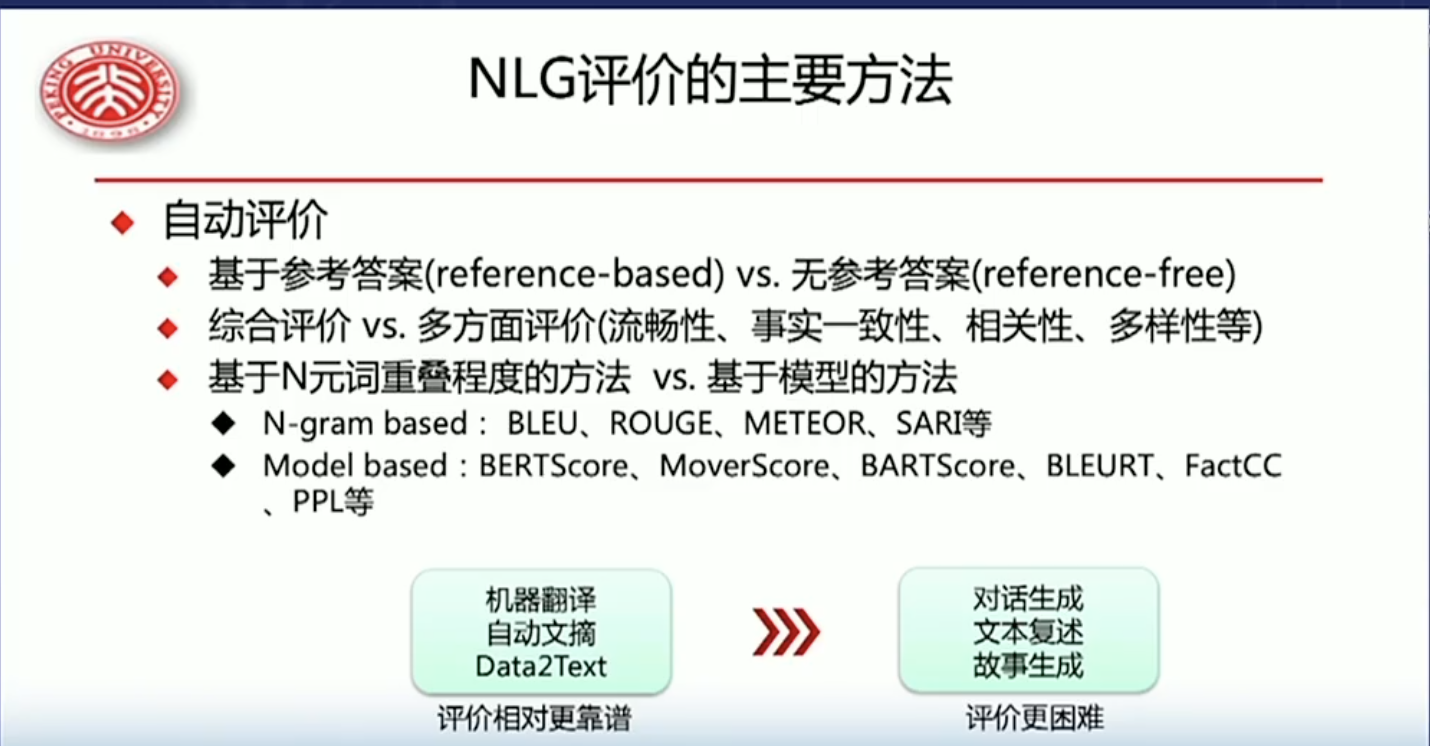 PEKING UNIVERSITY
1898
NLG评价的主要方法
自动评价
基于参考答案(reference-based) vs. 无参考答案(reference-free)
综合评价 vs. 多方面评价(流畅性、事实一致性、相关性、多样性等)
基于N元词重叠程度的方法 vs. 基于模型的方法
N-gram based： BLEU、ROUGE、METEOR、SARI等
Model based：BERTScore、MoverScore、BARTScore、BLEURT、FactCC
、PPL等
机器翻译
自动文摘
Data2Text
评价相对更靠谱
对话生成
文本复述
故事生成
评价更困难